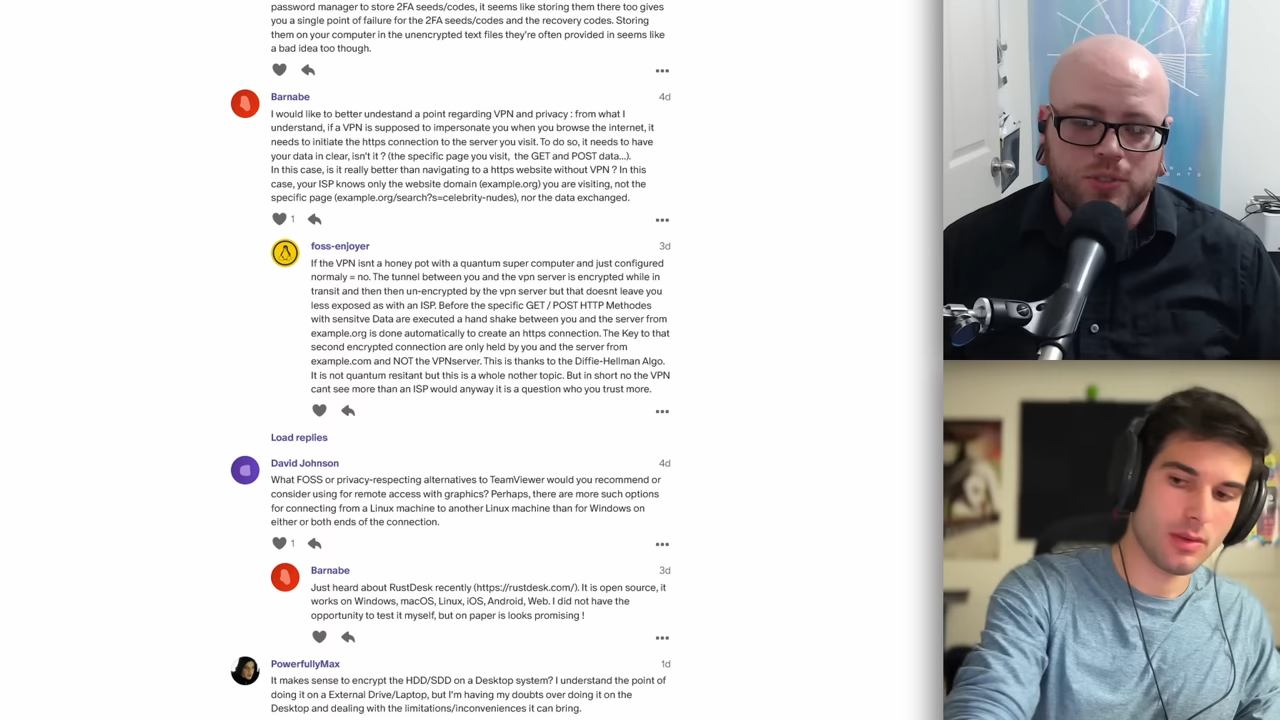 password manager to store 2FA seeds/codes, it seems like storing them there too gives
you a single point of failure for the 2FA seeds/codes and the recovery codes. Storing
them on your computer in the unencrypted text files they're often provided in seems like
a bad idea too though.
Barnabe 4d
I would like to better undestand a point regarding VPN and privacy : from what I
understand, if a VPN is supposed to impersonate you when you browse the internet, it
needs to initiate the https connection to the server you visit. To do so, it needs to have
your data in clear, isn't it ? (the specific page you visit, the GET and POST data...).
In this case, is it really better than navigating to a https website without VPN ? In this
case, your ISP knows only the website domain (example.org) you are visiting, not the
specific page (example.org/search?s=celebrity-nudes), nor the data exchanged.
1
foss-enjoyer 3d
If the VPN isnt a honey pot with a quantum super computer and just configured
normaly = no. The tunnel between you and the vpn server is encrypted while in
transit and then then un-encrypted by the vpn server but that doesnt leave you
less exposed as with an ISP. Before the specific GET / POST HTTP Methodes
with sensitve Data are executed a hand shake between you and the server from
example.org is done automatically to create an https connection. The Key to that
second encrypted connection are only held by you and the server from
example.com and NOT the VPNserver. This is thanks to the Diffie-Hellman Algo.
It is not quantum resitant but this is a whole nother topic. But in short no the VPN
cant see more than an ISP would anyway it is a question who you trust more.
Load replies
David Johnson 4d
What FOSS or privacy-respecting alternatives to TeamViewer would you recommend or
consider using for remote access with graphics? Perhaps, there are more such options
for connecting from a Linux machine to another Linux machine than for Windows on
either or both ends of the connection.
1
Barnabe 3d
Just heard about RustDesk recently (https://rustdesk.com/). It is open source, it
works on Windows, macOS, Linux, iOS, Android, Web. I did not have the
opportunity to test it myself, but on paper is looks promising !
PowerfullyMax 1d
It makes sense to encrypt the HDD/SDD on a Desktop system? I understand the point of
doing it on a External Drive/Laptop, but I'm having my doubts over doing it on the
Desktop and dealing with the limitations/inconveniences it can bring.